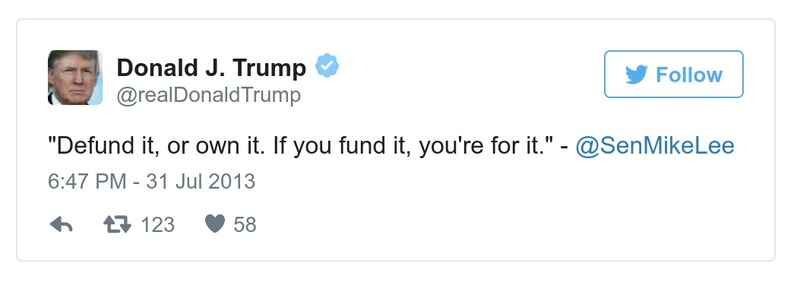 Donald J. Trump
@realDonaldTrump
Follow
"Defund it, or own it. If you fund it, you're for it." - @SenMikeLee
6:47 PM - 31 Jul 2013
123 58